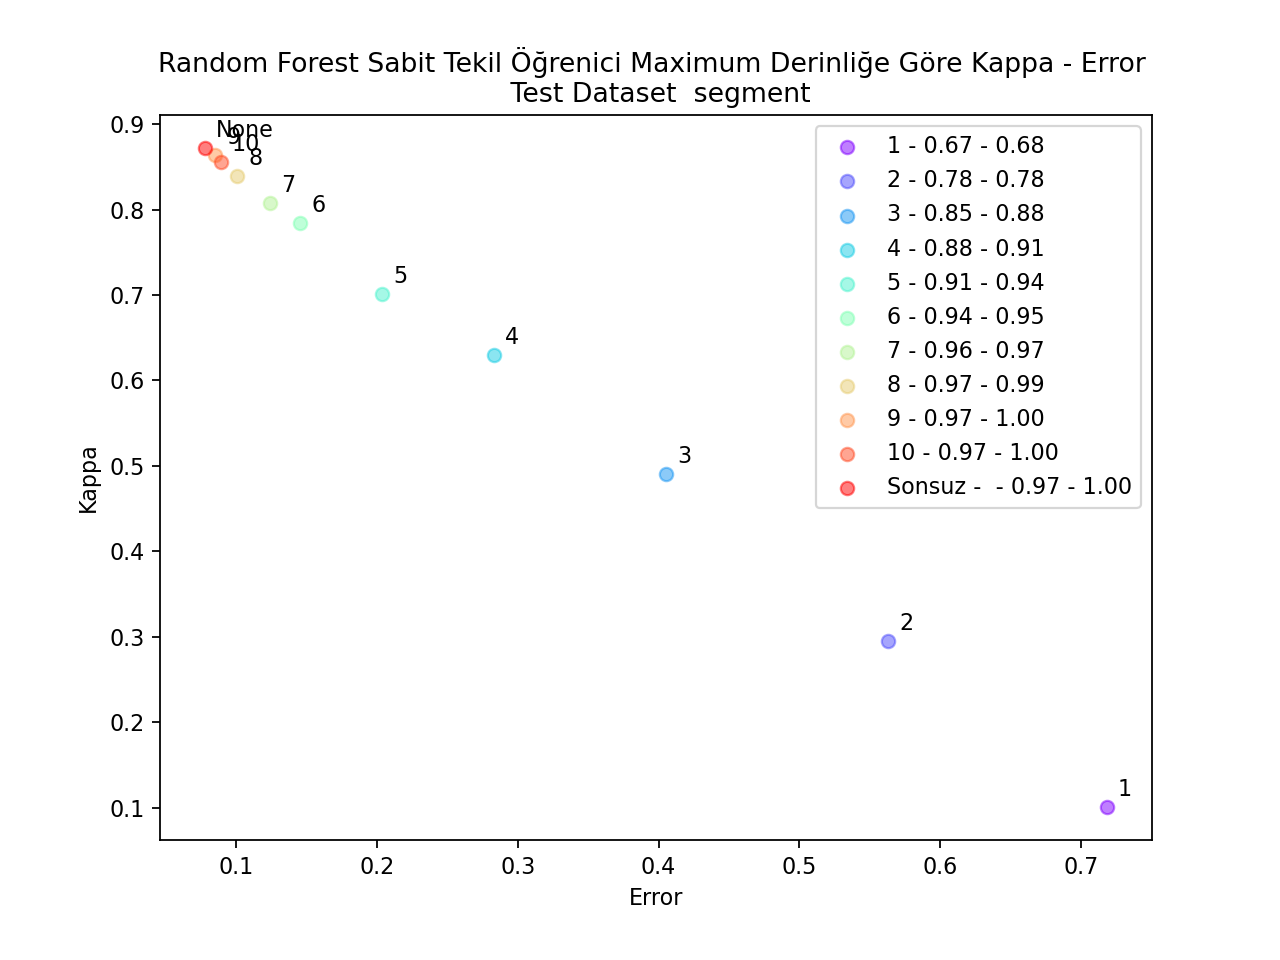 Random Forest Sabit Tekil Öğrenici Maximum Derinliğe Göre Kappa - Error
Test Dataset  segment
0.9
0.8
0.7
0.6
0.5
0.4
0.3
0.2
0.1
Kappa
None
9
10
8
7
6
5
4
3
2
1
1 - 0.67 - 0.68
2 - 0.78 - 0.78
3 - 0.85 - 0.88
4 - 0.88 - 0.91
5 - 0.91 - 0.94
6 - 0.94 - 0.95
7 - 0.96 - 0.97
8 - 0.97 - 0.99
9 - 0.97 - 1.00
10 - 0.97 - 1.00
Sonsuz -  - 0.97 - 1.00
0.1 0.2 0.3 0.4 0.5 0.6 0.7
Error